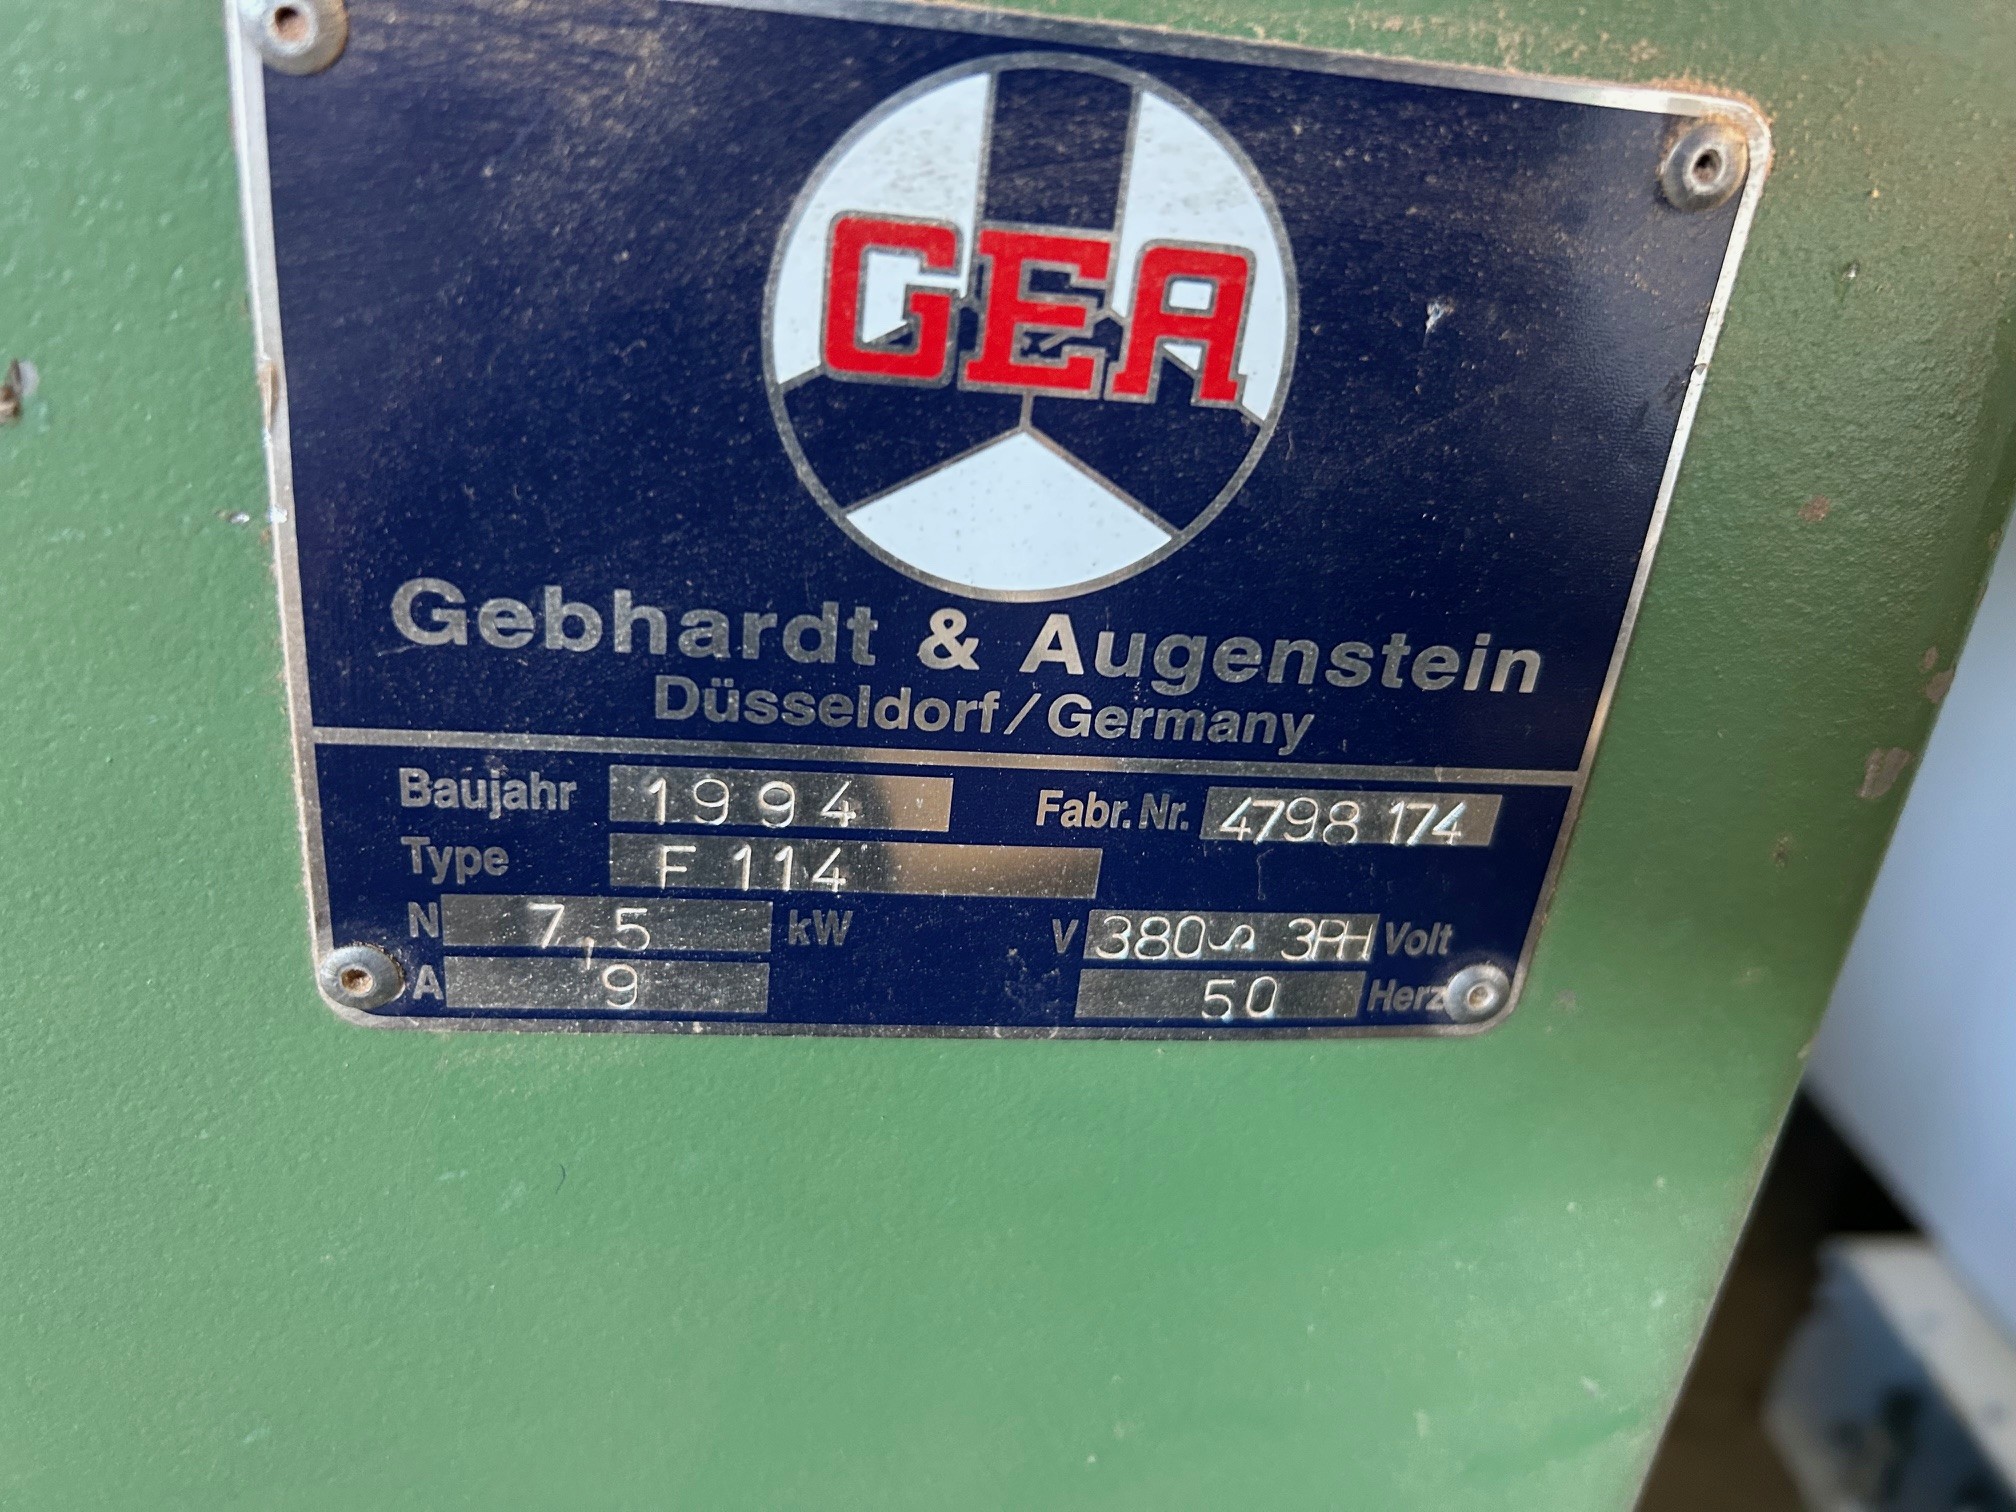 GEA
Gebhardt & Augenstein
Düsseldorf/Germany
Baujahr 1994 Fabr. Nr. 4798 174
Type F 114
N 7,5 kW V 380∿ 3PH Volt
A 9 50 Herz